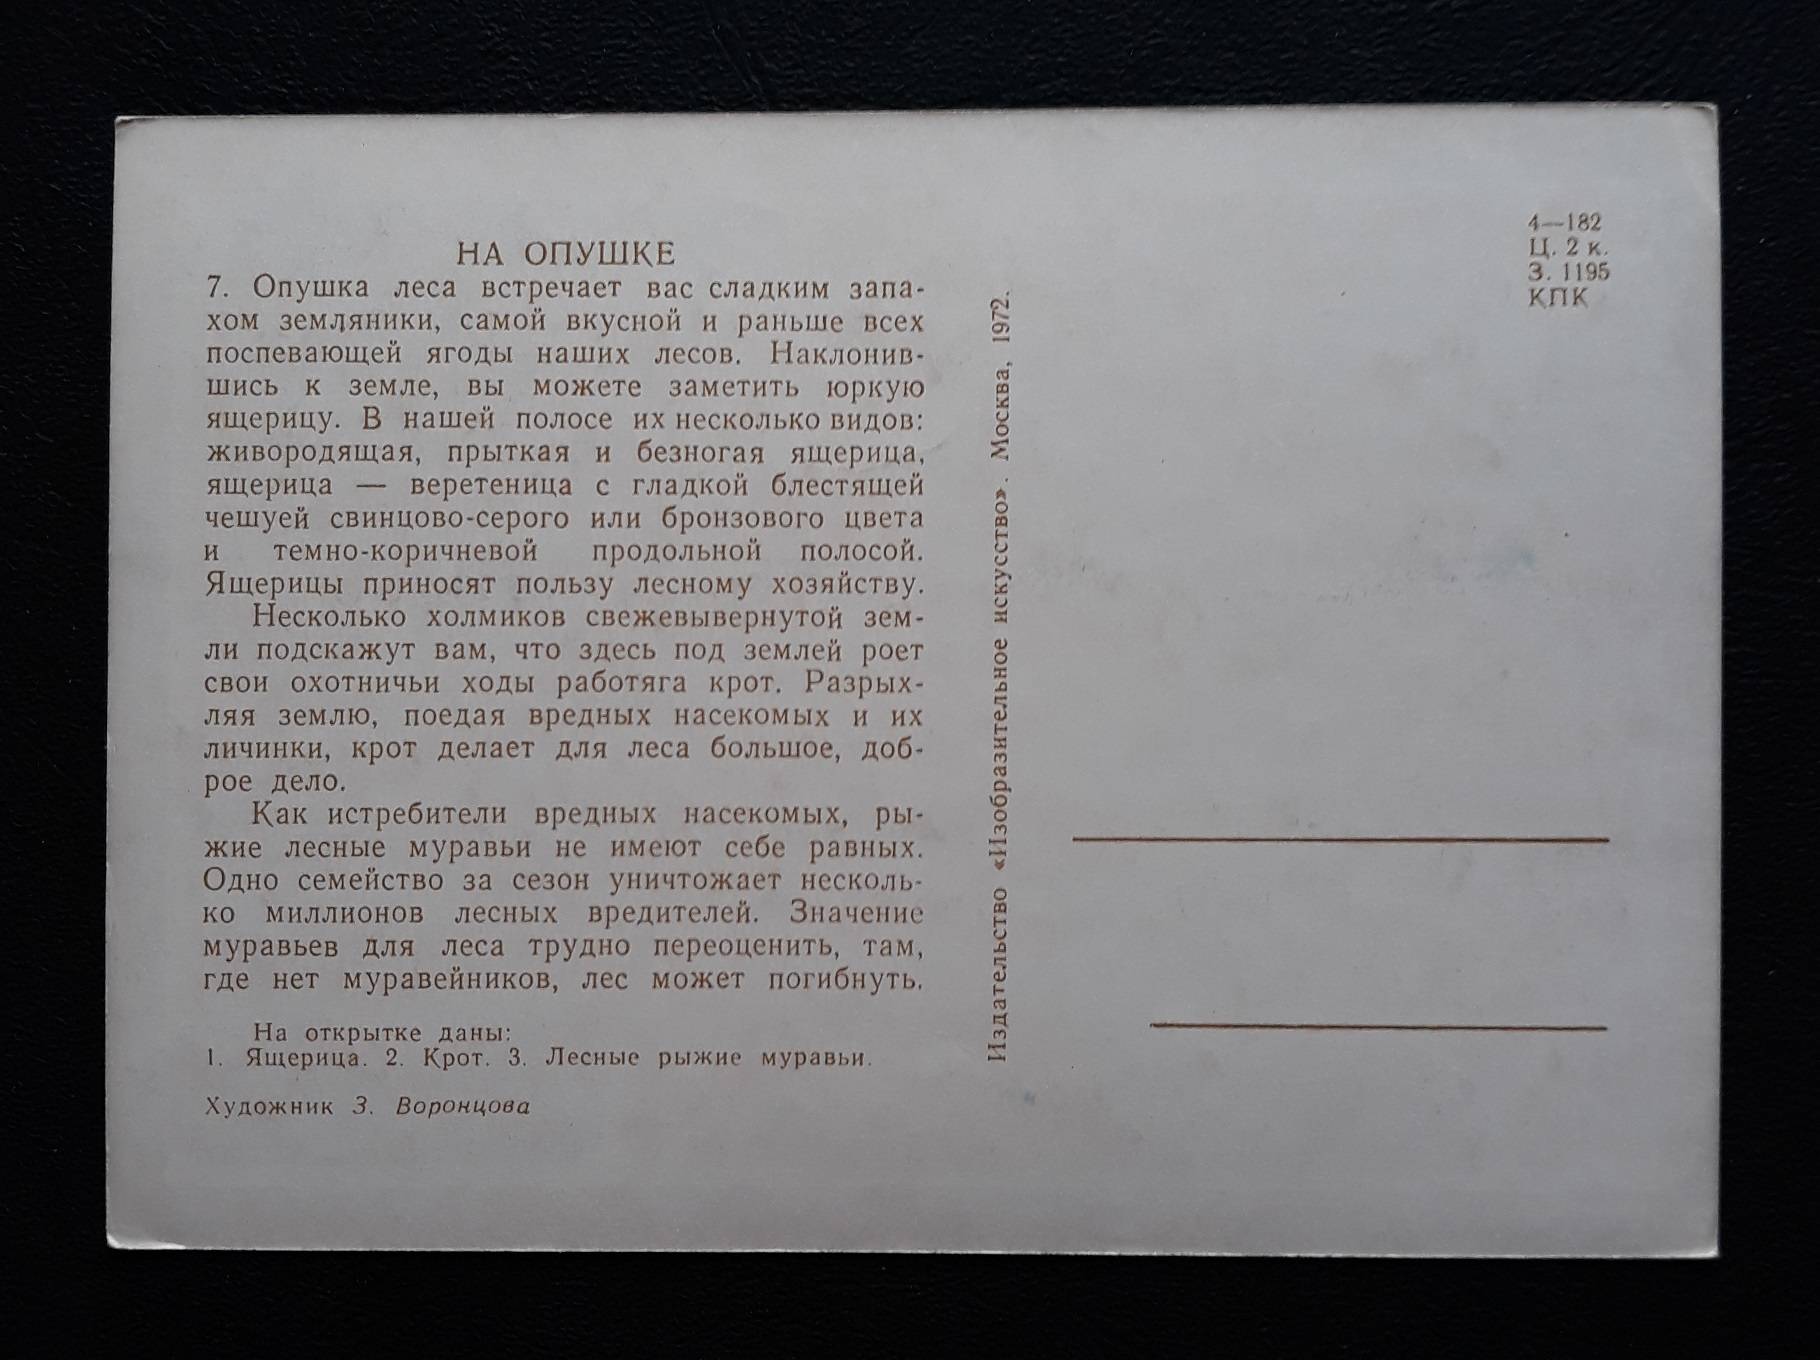 НА ОПУШКЕ
7. Опушка леса встречает вас сладким запа-
хом земляники, самой вкусной и раньше всех
поспевающей ягоды наших лесов. Наклонив-
шись к земле, вы можете заметить юркую
ящерицу. В нашей полосе их несколько видов:
живородящая, прыткая и безногая ящерица,
ящерица — веретеница с гладкой блестящей
чешуей свинцово-серого или бронзового цвета
и темно-коричневой продольной полосой.
Ящерицы приносят пользу лесному хозяйству.
Несколько холмиков свежевывернутой зем-
ли подскажут вам, что здесь под землей роет
свои охотничьи ходы работяга крот. Разрых-
ляя землю, поедая вредных насекомых и их
личинки, крот делает для леса большое, доб-
рое дело.
Как истребители вредных насекомых, ры-
жие лесные муравьи не имеют себе равных.
Одно семейство за сезон уничтожает несколь-
ко миллионов лесных вредителей. Значение
муравьев для леса трудно переоценить, там,
где нет муравейников, лес может погибнуть.
На открытке даны:
1. Ящерица. 2. Крот. 3. Лесные рыжие муравьи.
Художник З. Воронцова
Издательство «Изобразительное искусство». Москва, 1972.
4—182
Ц. 2 к.
З. 1195
КПК